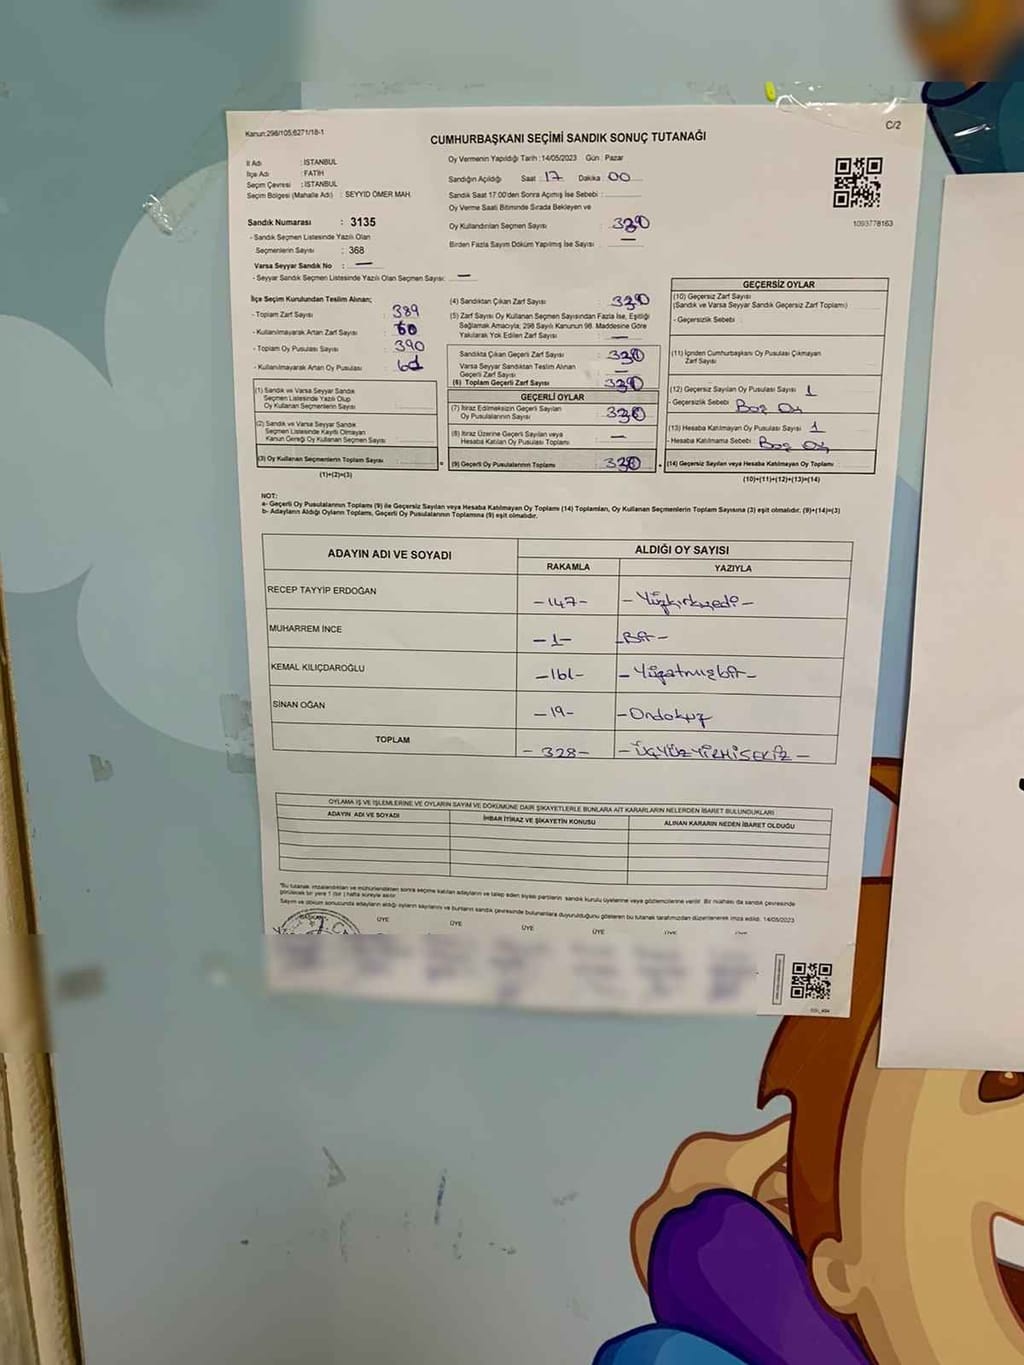 Kanun:298/105;6271/18-1
C/2
CUMHURBAŞKANI SEÇİMİ SANDIK SONUÇ TUTANAĞI
İl Adı : İSTANBUL
İlçe Adı : FATİH
Seçim Çevresi : İSTANBUL
Seçim Bölgesi (Mahalle Adı) : SEYYİD ÖMER MAH.
Sandık Numarası : 3135
- Sandık Seçmen Listesinde Yazılı Olan
Seçmenlerin Sayısı : 368
Varsa Seyyar Sandık No : —
- Seyyar Sandık Seçmen Listesinde Yazılı Olan Seçmen Sayısı: —
Oy Vermenin Yapıldığı Tarih :14/05/2023 Gün : Pazar
Sandığın Açıldığı Saat 17 Dakika 00
Sandık Saat 17.00'den Sonra Açılmış İse Sebebi :
Oy Verme Saati Bitiminde Sırada Bekleyen ve
Oy Kullandırılan Seçmen Sayısı :
Birden Fazla Sayım Döküm Yapılmış İse Sayısı : —
1093778163
İlçe Seçim Kurulundan Teslim Alınan;
- Toplam Zarf Sayısı : 389
- Kullanılmayarak Artan Zarf Sayısı : 60
- Toplam Oy Pusulası Sayısı : 390
- Kullanılmayarak Artan Oy Pusulası :
(1) Sandık ve Varsa Seyyar Sandık
Seçmen Listesinde Yazılı Olup
Oy Kullanan Seçmenlerin Sayısı
(2) Sandık ve Varsa Seyyar Sandık
Seçmen Listesinde Kaydı Olmayan
Kanun Gereği Oy Kullanan Seçmen Sayısı
(3) Oy Kullanan Seçmenlerin Toplam Sayısı
(1)+(2)=(3)
(4) Sandıktan Çıkan Zarf Sayısı :
(5) Zarf Sayısı Oy Kullanan Seçmen Sayısından Fazla İse, Eşitliği
Sağlamak Amacıyla; 298 Sayılı Kanunun 98. Maddesine Göre
Yakılarak Yok Edilen Zarf Sayısı : —
Sandıkta Çıkan Geçerli Zarf Sayısı :
Varsa Seyyar Sandıktan Teslim Alınan
Geçerli Zarf Sayısı : —
(6) Toplam Geçerli Zarf Sayısı :
GEÇERLİ OYLAR
(7) İtiraz Edilmeksizin Geçerli Sayılan
Oy Pusulalarının Sayısı :
(8) İtiraz Üzerine Geçerli Sayılan veya
Hesaba Katılan Oy Pusulası Toplamı : —
(9) Geçerli Oy Pusulalarının Toplamı :
GEÇERSİZ OYLAR
(10) Geçersiz Zarf Sayısı
(Sandık ve Varsa Seyyar Sandık Geçersiz Zarf Toplamı)
- Geçersizlik Sebebi :
(11) İçinden Cumhurbaşkanı Oy Pusulası Çıkmayan
Zarf Sayısı
(12) Geçersiz Sayılan Oy Pusulası Sayısı : 1
- Geçersizlik Sebebi : Boş Oy
(13) Hesaba Katılmayan Oy Pusulası Sayısı : 1
- Hesaba Katılmama Sebebi : Boş Oy
(14) Geçersiz Sayılan veya Hesaba Katılmayan Oy Toplamı
(10)+(11)+(12)+(13)=(14)
NOT:
a- Geçerli Oy Pusulalarının Toplamı (9) ile Geçersiz Sayılan veya Hesaba Katılmayan Oy Toplamı (14) Toplamları, Oy Kullanan Seçmenlerin Toplam Sayısına (3) eşit olmalıdır. (9)+(14)=(3)
b- Adayların Aldığı Oyların Toplamı, Geçerli Oy Pusulalarının Toplamına (9) eşit olmalıdır.
ADAYIN ADI VE SOYADI
ALDIĞI OY SAYISI
RAKAMLA YAZIYLA
RECEP TAYYİP ERDOĞAN -147- -Yüzkırkyedi-
MUHARREM İNCE -1- -Bir-
KEMAL KILIÇDAROĞLU -161- -Yüzatmışbir-
SİNAN OĞAN -19- -Ondokuz
TOPLAM -328- -ÜÇYÜZYİRMİSEKİZ-
OYLAMA İŞ VE İŞLEMLERİNE VE OYLARIN SAYIM VE DÖKÜMÜNE DAİR ŞİKAYETLERLE BUNLARA AİT KARARLARIN NELERDEN İBARET BULUNDUKLARI
ADAYIN ADI VE SOYADI İHBAR İTİRAZ VE ŞİKAYETİN KONUSU ALINAN KARARIN NEDEN İBARET OLDUĞU
"Bu tutanak imzalandıktan ve mühürlendikten sonra seçime katılan adayların ve talep eden siyasi partilerin sandık kurulu üyelerine veya gözlemcilerine verilir. Bir nüshası da sandık çevresinde
görülecek bir yere 1 (bir) hafta süreyle asılır.
Sayım ve döküm sonucunda adayların aldığı oyların sayılarını ve bunların sandık çevresinde bulunanlara duyurulduğunu gösteren bu tutanak tarafımızdan düzenlenerek imza edildi. 14/05/2023
BAŞKAN ÜYE ÜYE ÜYE ÜYE ÜYE